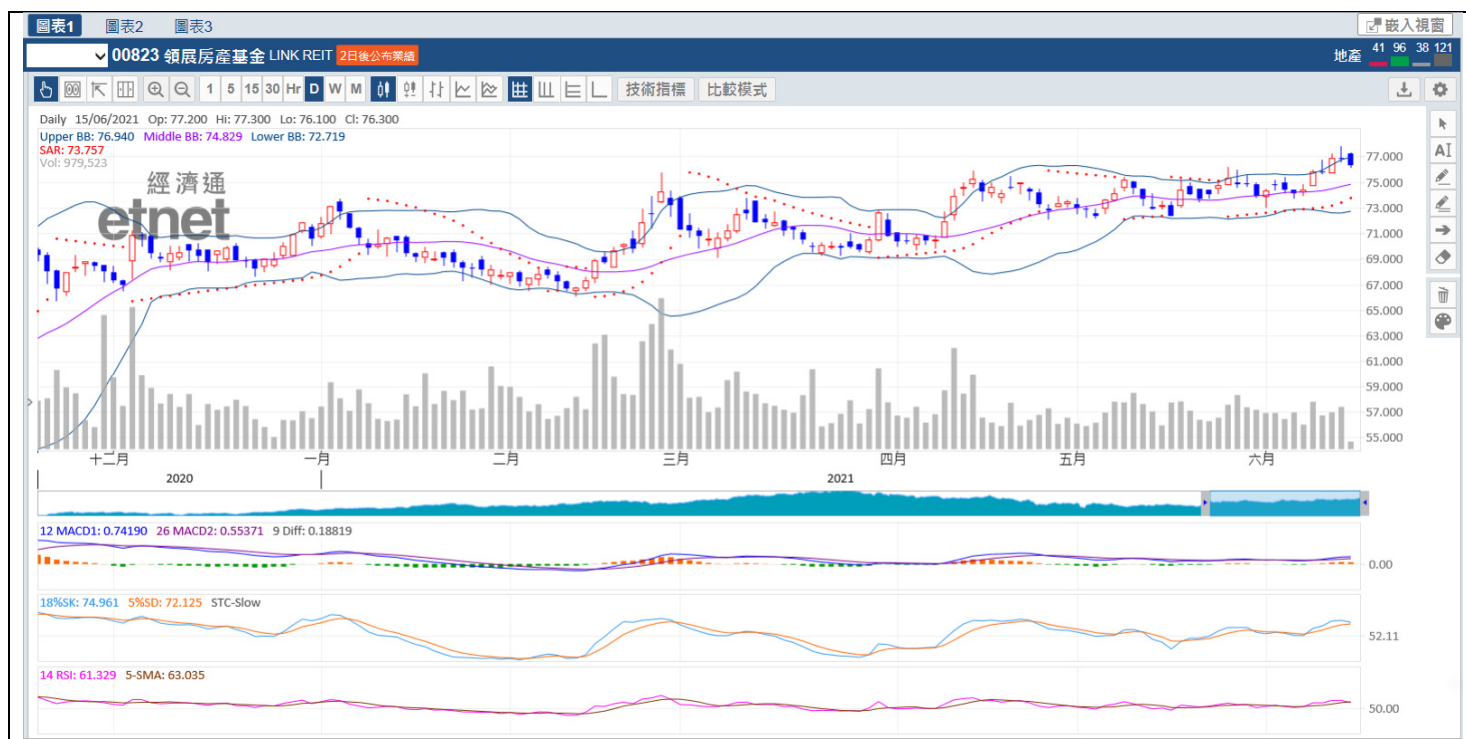 圖表1 圖表2 圖表3 嵌入視窗
00823 領展房產基金 LINK REIT 2日後公布業績 地產 41 96 38 121
1 5 15 30 Hr D W M 技術指標 比較模式
Daily 15/06/2021 Op: 77.200 Hi: 77.300 Lo: 76.100 Cl: 76.300
Upper BB: 76.940 Middle BB: 74.829 Lower BB: 72.719
SAR: 73.757
Vol: 979,523
經濟通
etnet
AI
77.000
75.000
73.000
71.000
69.000
67.000
65.000
63.000
61.000
59.000
57.000
55.000
十二月 一月 二月 三月 四月 五月 六月
2020 2021
12 MACD1: 0.74190 26 MACD2: 0.55371 9 Diff: 0.18819
0.00
18%SK: 74.961 5%SD: 72.125 STC-Slow
52.11
14 RSI: 61.329 5-SMA: 63.035
50.00